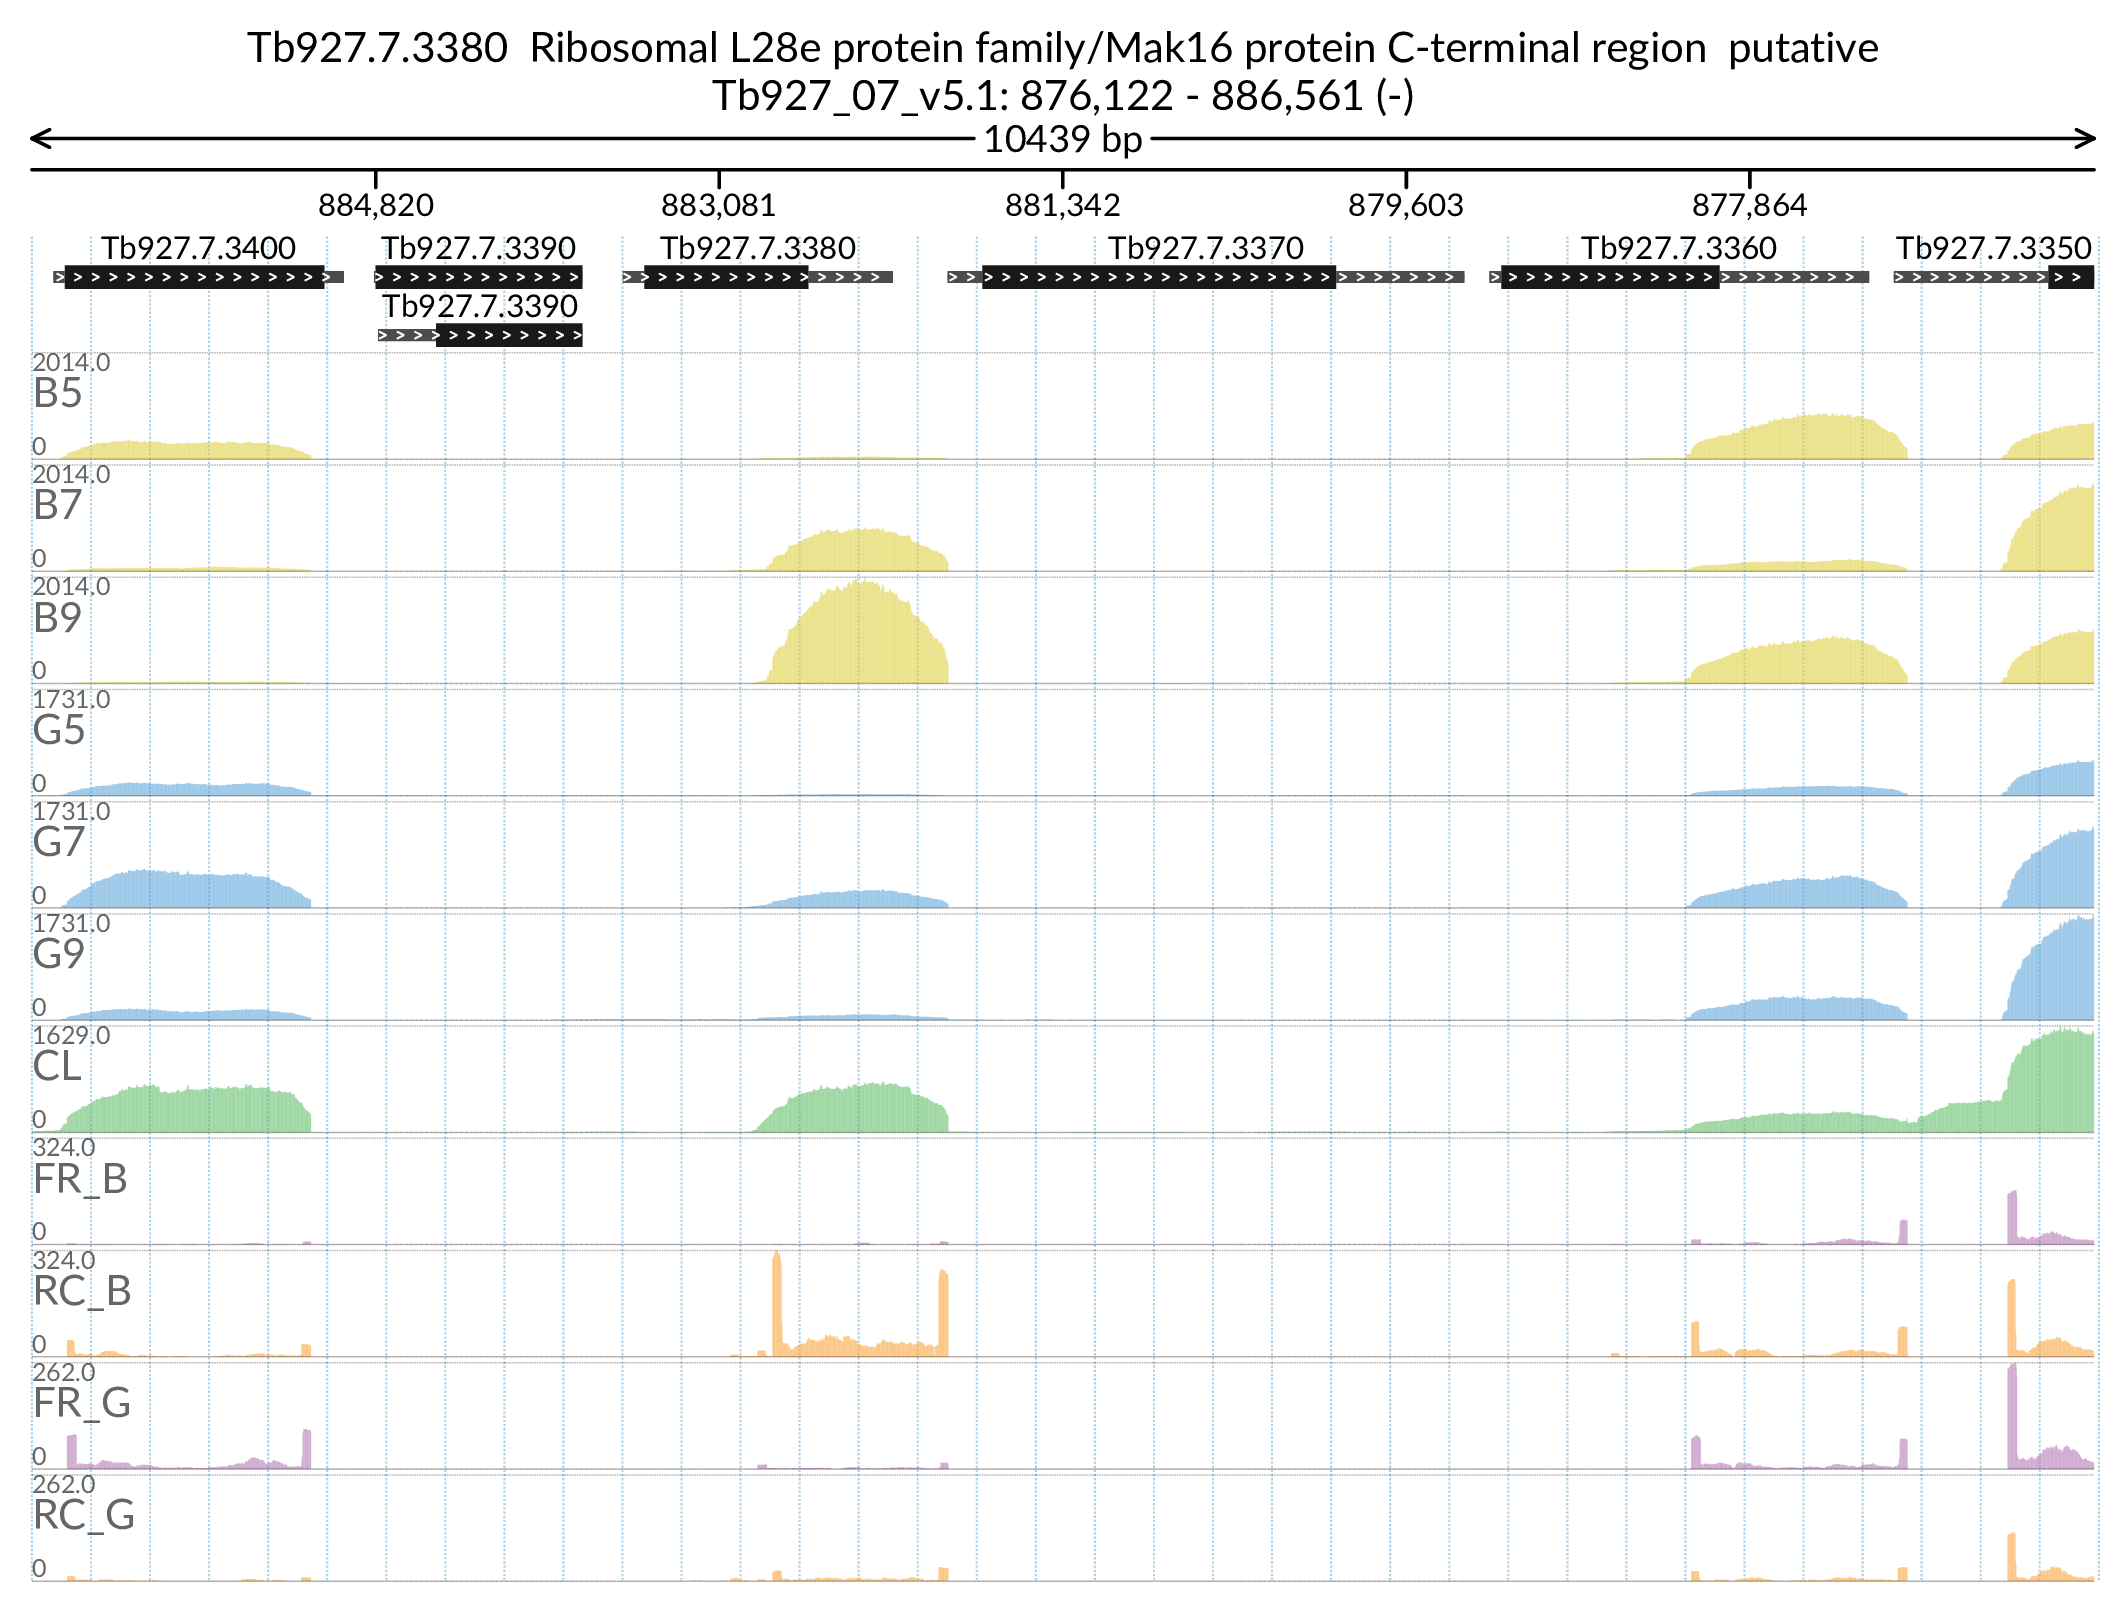 Tb927.7.3380  Ribosomal L28e protein family/Mak16 protein C-terminal region  putative
Tb927_07_v5.1: 876,122 - 886,561 (-)
10439 bp
884,820 883,081 881,342 879,603 877,864
Tb927.7.3400 Tb927.7.3390 Tb927.7.3380 Tb927.7.3370 Tb927.7.3360 Tb927.7.3350
Tb927.7.3390
2014.0
B5
0
2014.0
B7
0
2014.0
B9
0
1731.0
G5
0
1731.0
G7
0
1731.0
G9
0
1629.0
CL
0
324.0
FR_B
0
324.0
RC_B
0
262.0
FR_G
0
262.0
RC_G
0